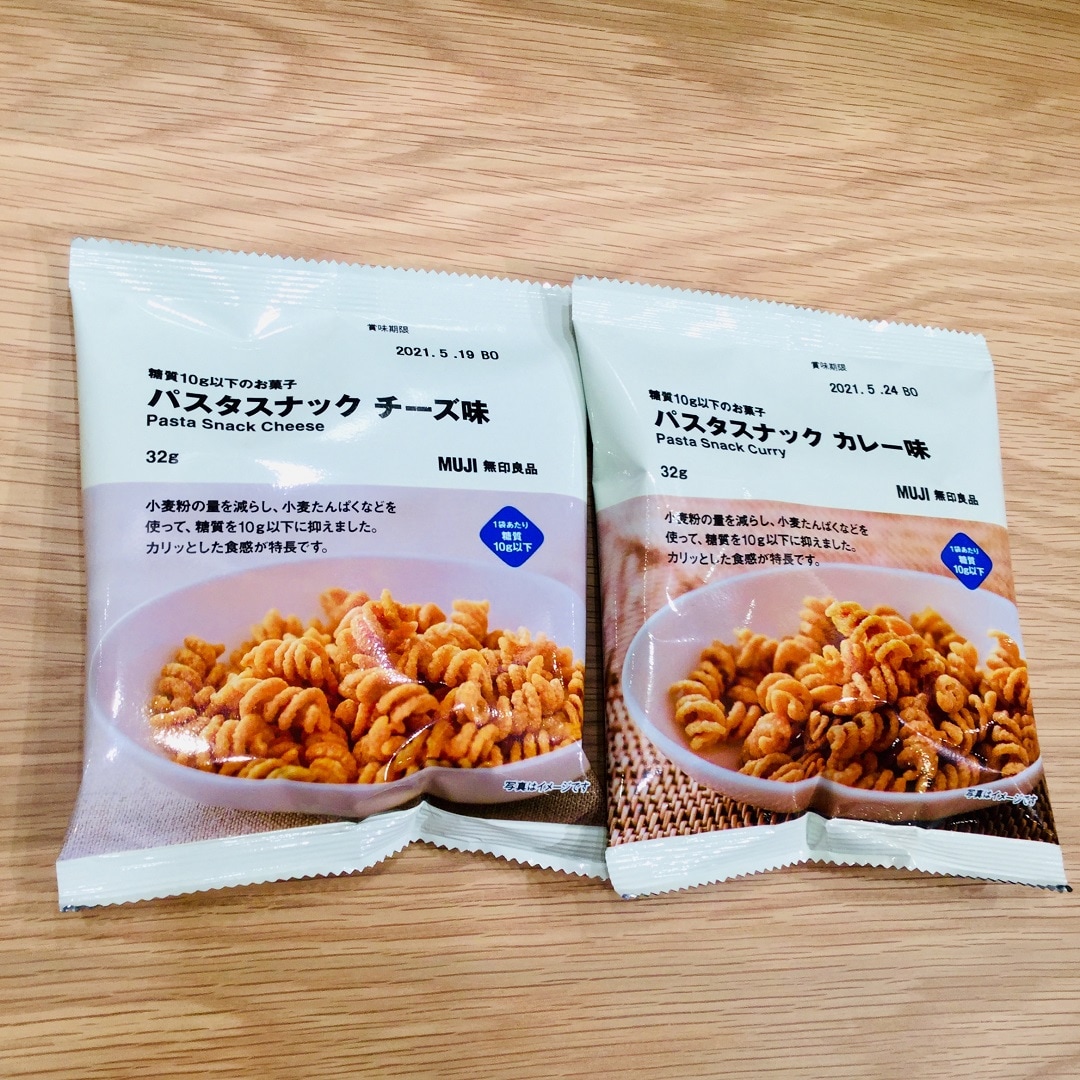 賞味期限
2021. 5 .19 BO
糖質10g以下のお菓子
パスタスナック チーズ味
Pasta Snack Cheese
32g
MUJI 無印良品
小麦粉の量を減らし、小麦たんぱくなどを
使って、糖質を10g以下に抑えました。
カリッとした食感が特長です。
1袋あたり
糖質
10g以下
写真はイメージです
賞味期限
2021. 5 .24 BO
糖質10g以下のお菓子
パスタスナック カレー味
Pasta Snack Curry
32g
MUJI 無印良品
小麦粉の量を減らし、小麦たんぱくなどを
使って、糖質を10g以下に抑えました。
カリッとした食感が特長です。
1袋あたり
糖質
10g以下
写真はイメージです